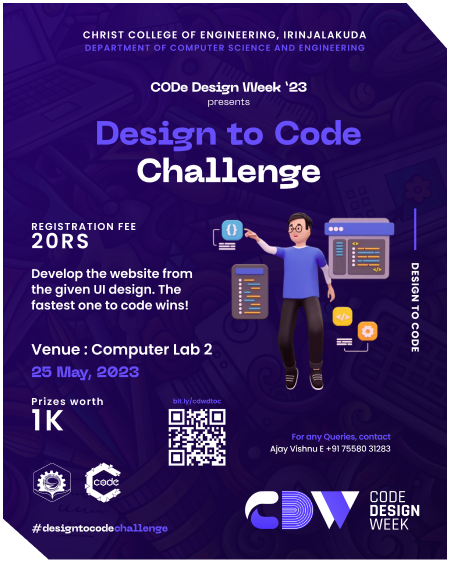 CHRIST COLLEGE OF ENGINEERING, IRINJALAKUDA
DEPARTMENT OF COMPUTER SCIENCE AND ENGINEERING
CODe Design Week ‘23
presents
Design to Code
Challenge
REGISTRATION FEE
20RS
Develop the website from
the given UI design. The
fastest one to code wins!
DESIGN TO CODE
Venue : Computer Lab 2
25 May, 2023
Prizes worth
1K
bit.ly/cdwdtoc
For any Queries, contact
Ajay Vishnu E +91 75580 31283
code
CDW
CODE
DESIGN
WEEK
#designtocodechallenge